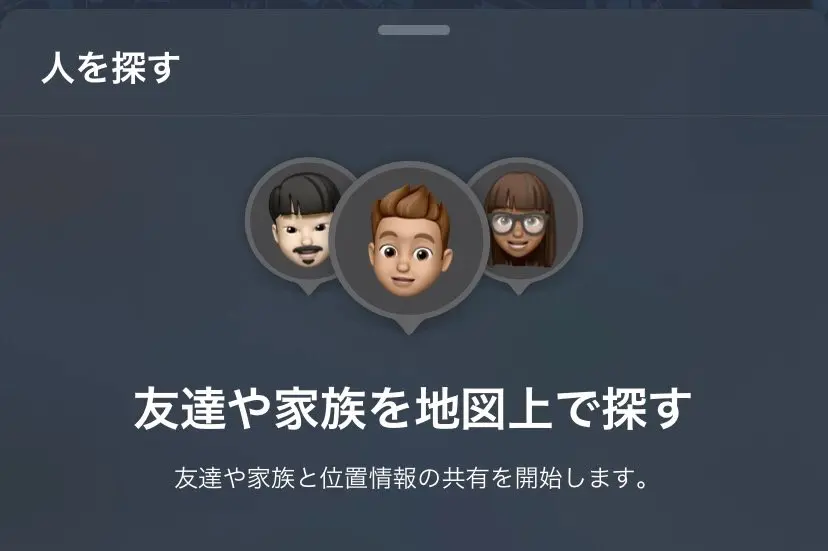 人を探す
友達や家族を地図上で探す
友達や家族と位置情報の共有を開始します。